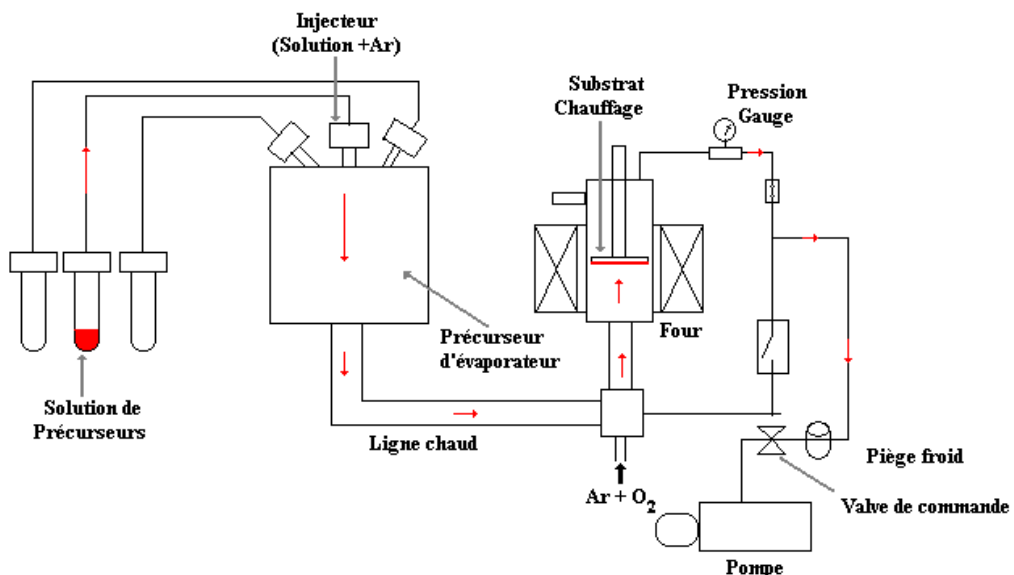 Injecteur
(Solution +Ar)
Substrat
Chauffage
Pression
Gauge
Four
Précurseur
d'évaporateur
Solution de
Précurseurs
Ligne chaud
Piège froid
Ar + O2
Valve de commande
Pompe